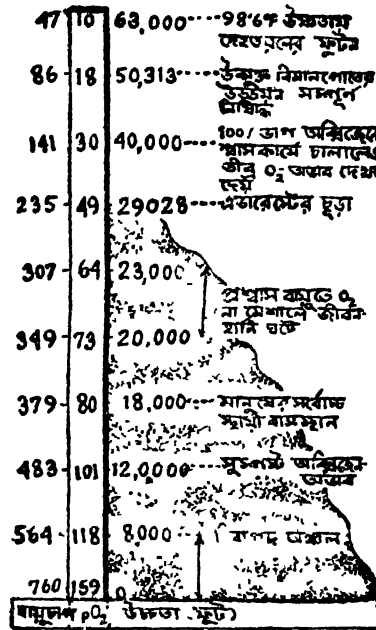 47 10 63,000 98.6°F উষ্ণতায়
দেহতরলের ফুটন
86 18 50,313 উন্মুক্ত বিমানপোতের
উড্ডয়ন সম্পূর্ণ
নিষিদ্ধ
141 30 40,000 100% ভাগ অক্সিজেনে
শ্বাসকার্য চালালেও
তীব্র O₂ অভাব দেখা
দেয়
235 49 29028 এভারেস্টের চূড়া
307 64 23,000
প্রশ্বাস বায়ুতে O₂
না মেশালে জীবন-
হানি ঘটে
349 73 20,000
379 80 18,000 মানুষের সর্বোচ্চ
স্থায়ী বাসস্থান
483 101 12,0000 সুস্পষ্ট অক্সিজেন
অভাব
564 118 8,000 নিরাপদ অঞ্চল
760 159 0
বায়ুচাপ pO₂ উচ্চতা (ফুট)